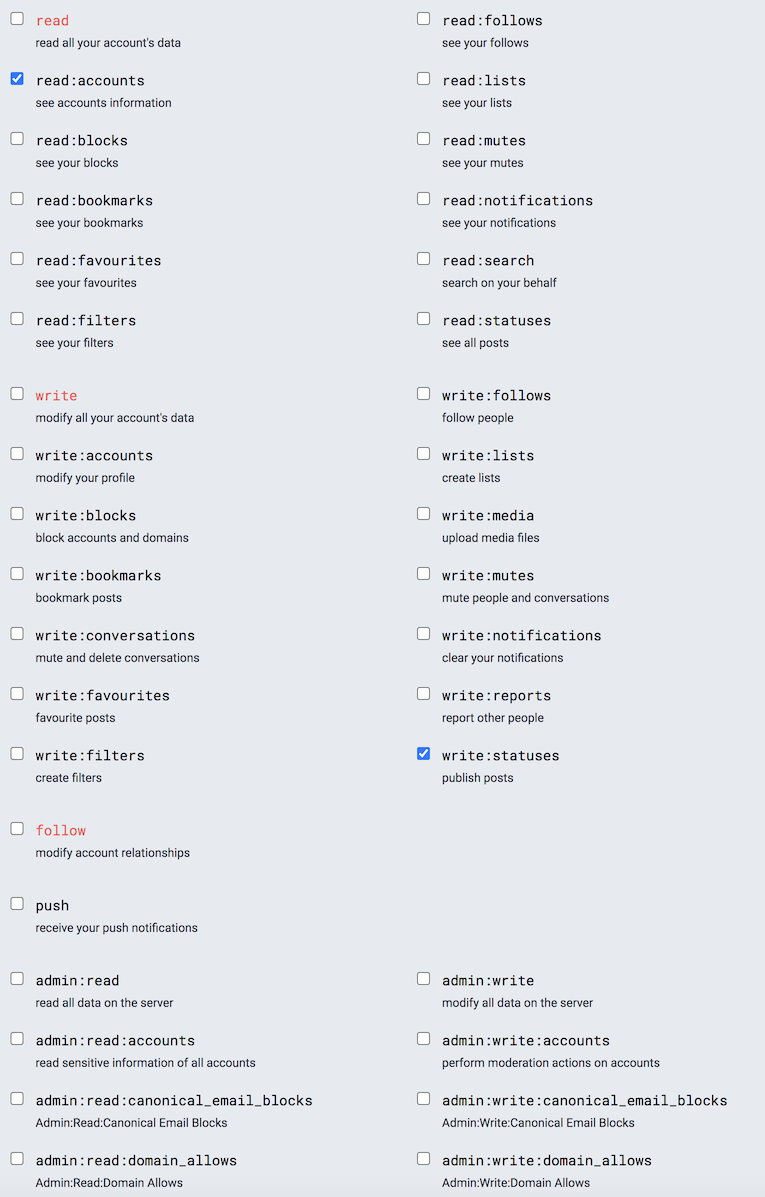 read
read all your account's data
read:accounts
see accounts information
read:blocks
see your blocks
read:bookmarks
see your bookmarks
read:favourites
see your favourites
read:filters
see your filters
read:follows
see your follows
read:lists
see your lists
read:mutes
see your mutes
read:notifications
see your notifications
read:search
search on your behalf
read:statuses
see all posts
write
modify all your account's data
write:accounts
modify your profile
write:blocks
block accounts and domains
write:bookmarks
bookmark posts
write:conversations
mute and delete conversations
write:favourites
favourite posts
write:filters
create filters
write:follows
follow people
write:lists
create lists
write:media
upload media files
write:mutes
mute people and conversations
write:notifications
clear your notifications
write:reports
report other people
write:statuses
publish posts
follow
modify account relationships
push
receive your push notifications
admin:read
read all data on the server
admin:read:accounts
read sensitive information of all accounts
admin:read:canonical_email_blocks
Admin:Read:Canonical Email Blocks
admin:read:domain_allows
Admin:Read:Domain Allows
admin:write
modify all data on the server
admin:write:accounts
perform moderation actions on accounts
admin:write:canonical_email_blocks
Admin:Write:Canonical Email Blocks
admin:write:domain_allows
Admin:Write:Domain Allows